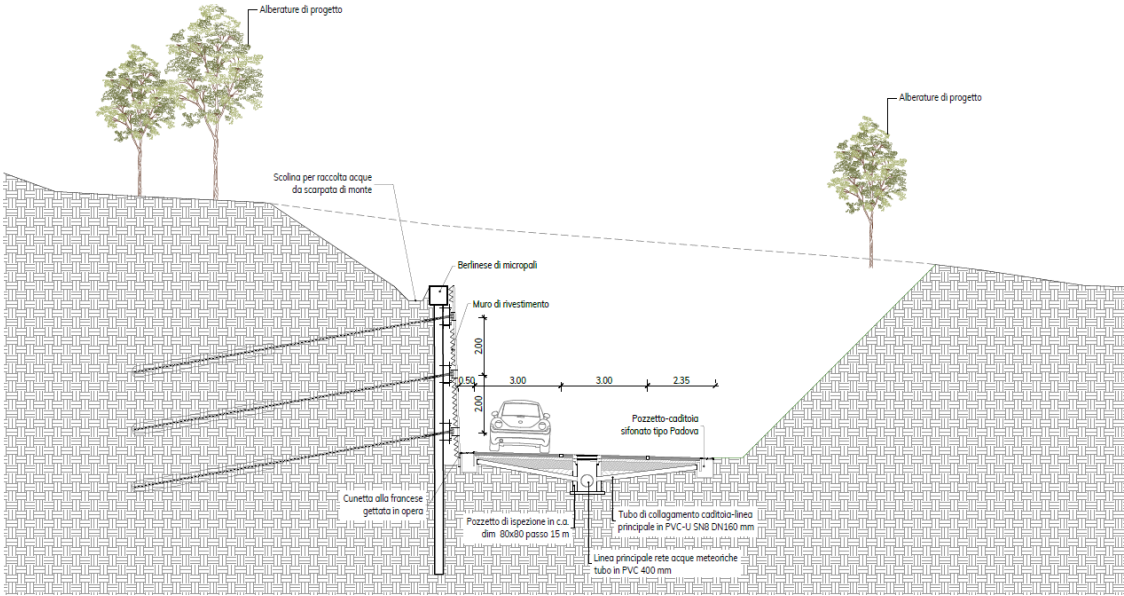 Alberature di progetto
Alberature di progetto
Scolina per raccolta acque
da scarpata di monte
Berlinese di micropali
Muro di rivestimento
2.00
0.50
3.00
3.00
2.35
2.00
Pozzetto-caditoia
sifonato tipo Padova
Cunetta alla francese
gettata in opera
Pozzetto di ispezione in c.a.
dim 80x80 passo 15 m
Tubo di collagamento caditoia-linea
principale in PVC-U SN8 DN160 mm
Linea principale rete acque meteoriche
tubo in PVC 400 mm